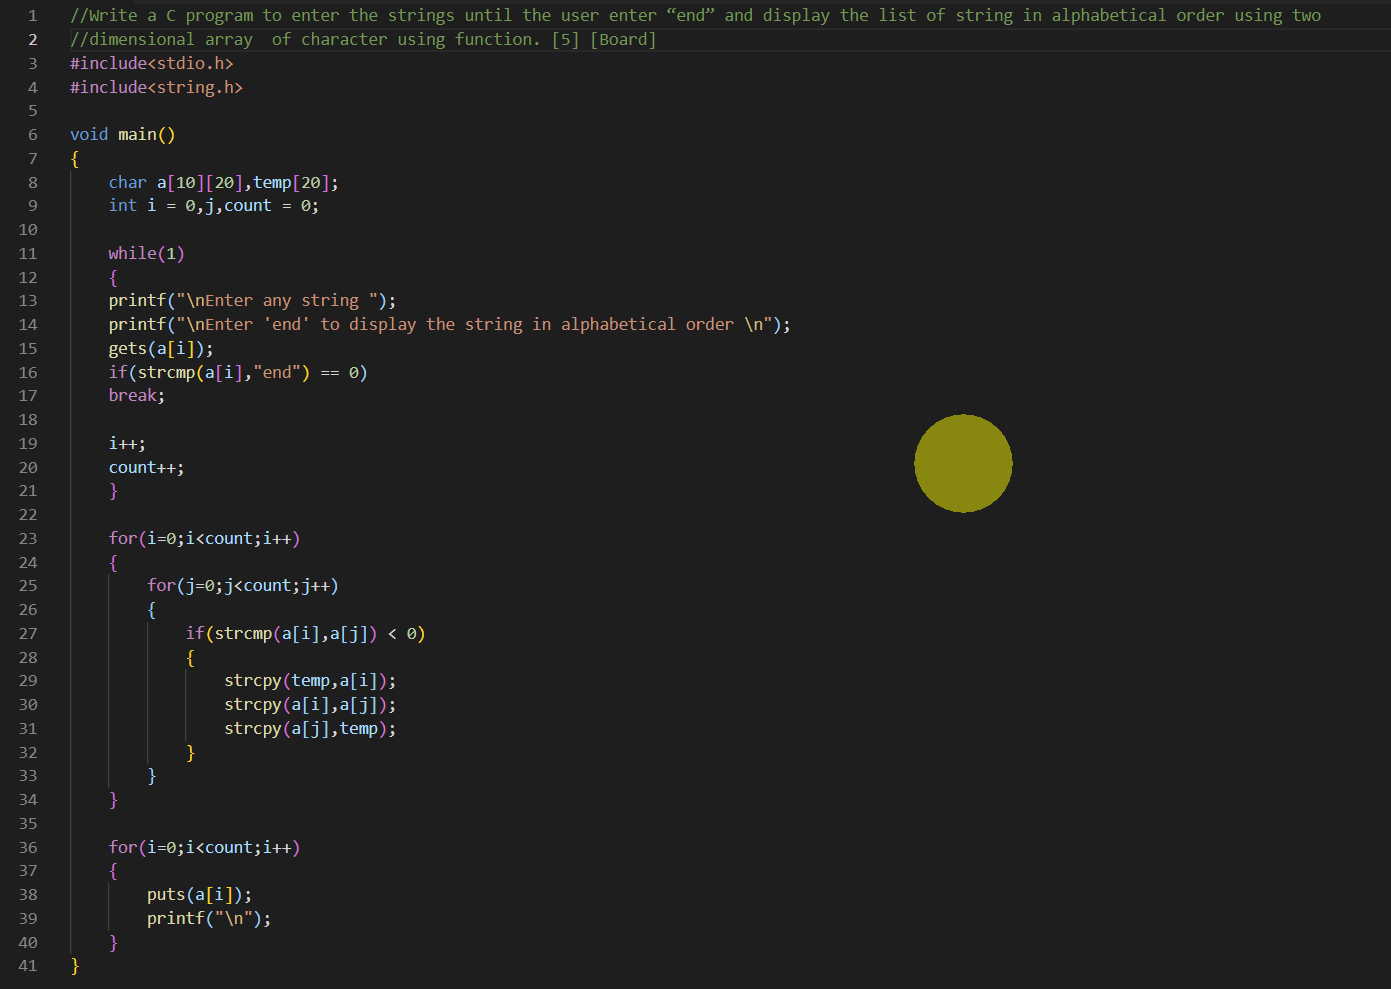 1 //Write a C program to enter the strings until the user enter “end” and display the list of string in alphabetical order using two
2 //dimensional array  of character using function. [5] [Board]
3 #include<stdio.h>
4 #include<string.h>
5
6 void main()
7 {
8     char a[10][20],temp[20];
9     int i = 0,j,count = 0;
10
11     while(1)
12     {
13     printf("\nEnter any string ");
14     printf("\nEnter 'end' to display the string in alphabetical order \n");
15     gets(a[i]);
16     if(strcmp(a[i],"end") == 0)
17     break;
18
19     i++;
20     count++;
21     }
22
23     for(i=0;i<count;i++)
24     {
25         for(j=0;j<count;j++)
26         {
27             if(strcmp(a[i],a[j]) < 0)
28             {
29                 strcpy(temp,a[i]);
30                 strcpy(a[i],a[j]);
31                 strcpy(a[j],temp);
32             }
33         }
34     }
35
36     for(i=0;i<count;i++)
37     {
38         puts(a[i]);
39         printf("\n");
40     }
41 }